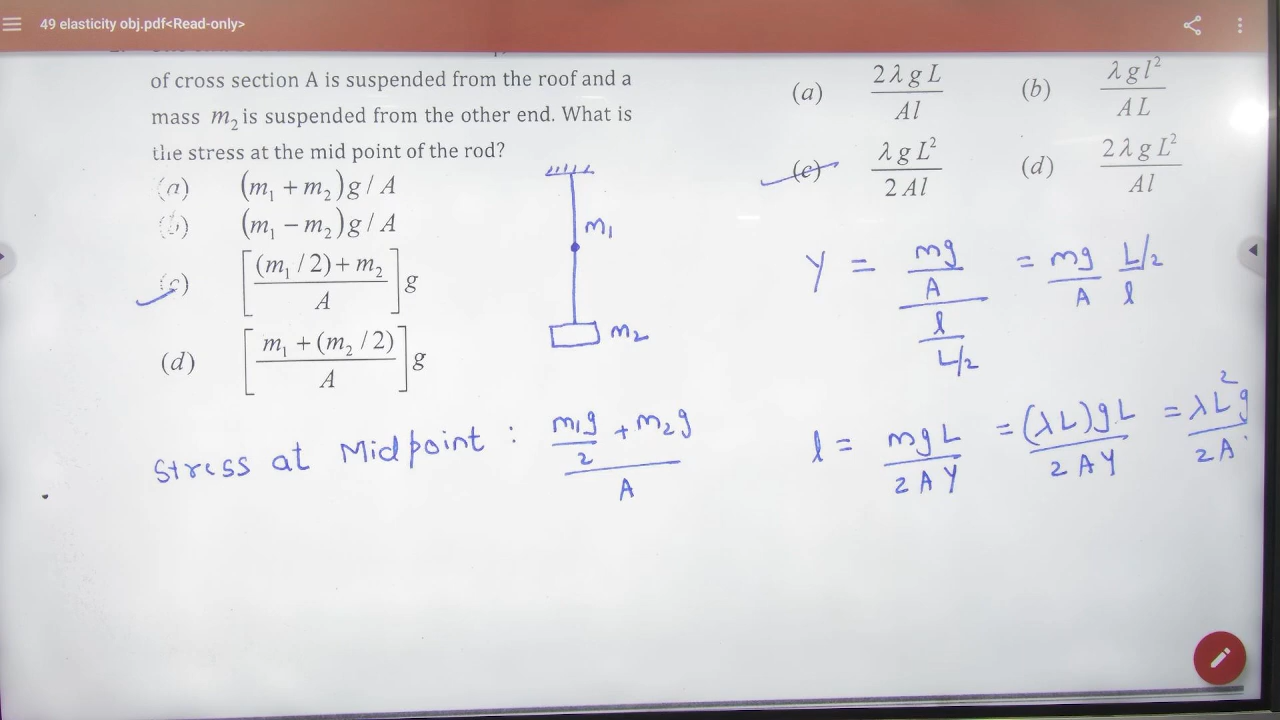 49 elasticity obj.pdf<Read-only>
of cross section A is suspended from the roof and a
mass m₂ is suspended from the other end. What is
the stress at the mid point of the rod?
(a) (m₁ + m₂)g / A
(b) (m₁ − m₂)g / A
(c) [((m₁ / 2) + m₂) / A] g
(d) [(m₁ + (m₂ / 2)) / A] g
m₁
m₂
Stress at Midpoint : (m₁g/2 + m₂g) / A
(a) 2λgL / Al (b) λgl² / AL
(c) λgL² / 2Al (d) 2λgL² / Al
Y = (mg/A) / (l/(L/2)) = mg/A (L/2)/l
l = mgL / 2AY = (λL)gL / 2AY = λL²g / 2A